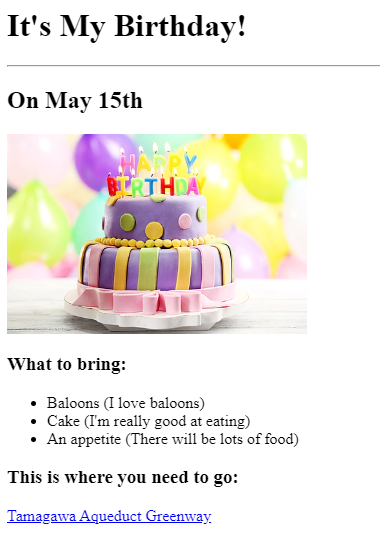 It's My Birthday!
On May 15th
HAPPY
BIRTHDAY
What to bring:
Baloons (I love baloons)
Cake (I'm really good at eating)
An appetite (There will be lots of food)
This is where you need to go:
Tamagawa Aqueduct Greenway